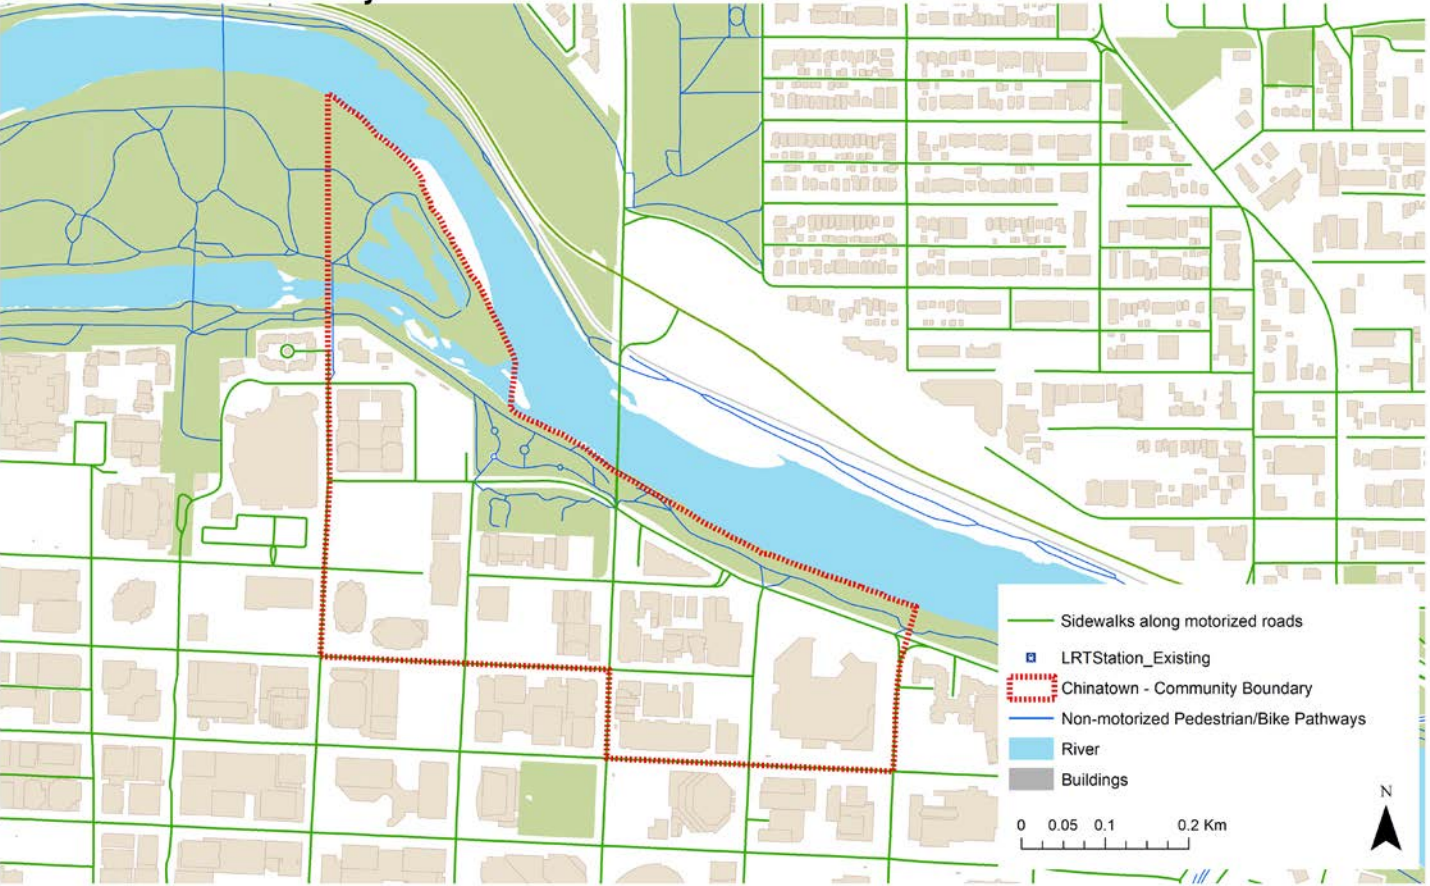 Sidewalks along motorized roads
LRTStation_Existing
Chinatown - Community Boundary
Non-motorized Pedestrian/Bike Pathways
River
Buildings
N
0 0.05 0.1 0.2 Km